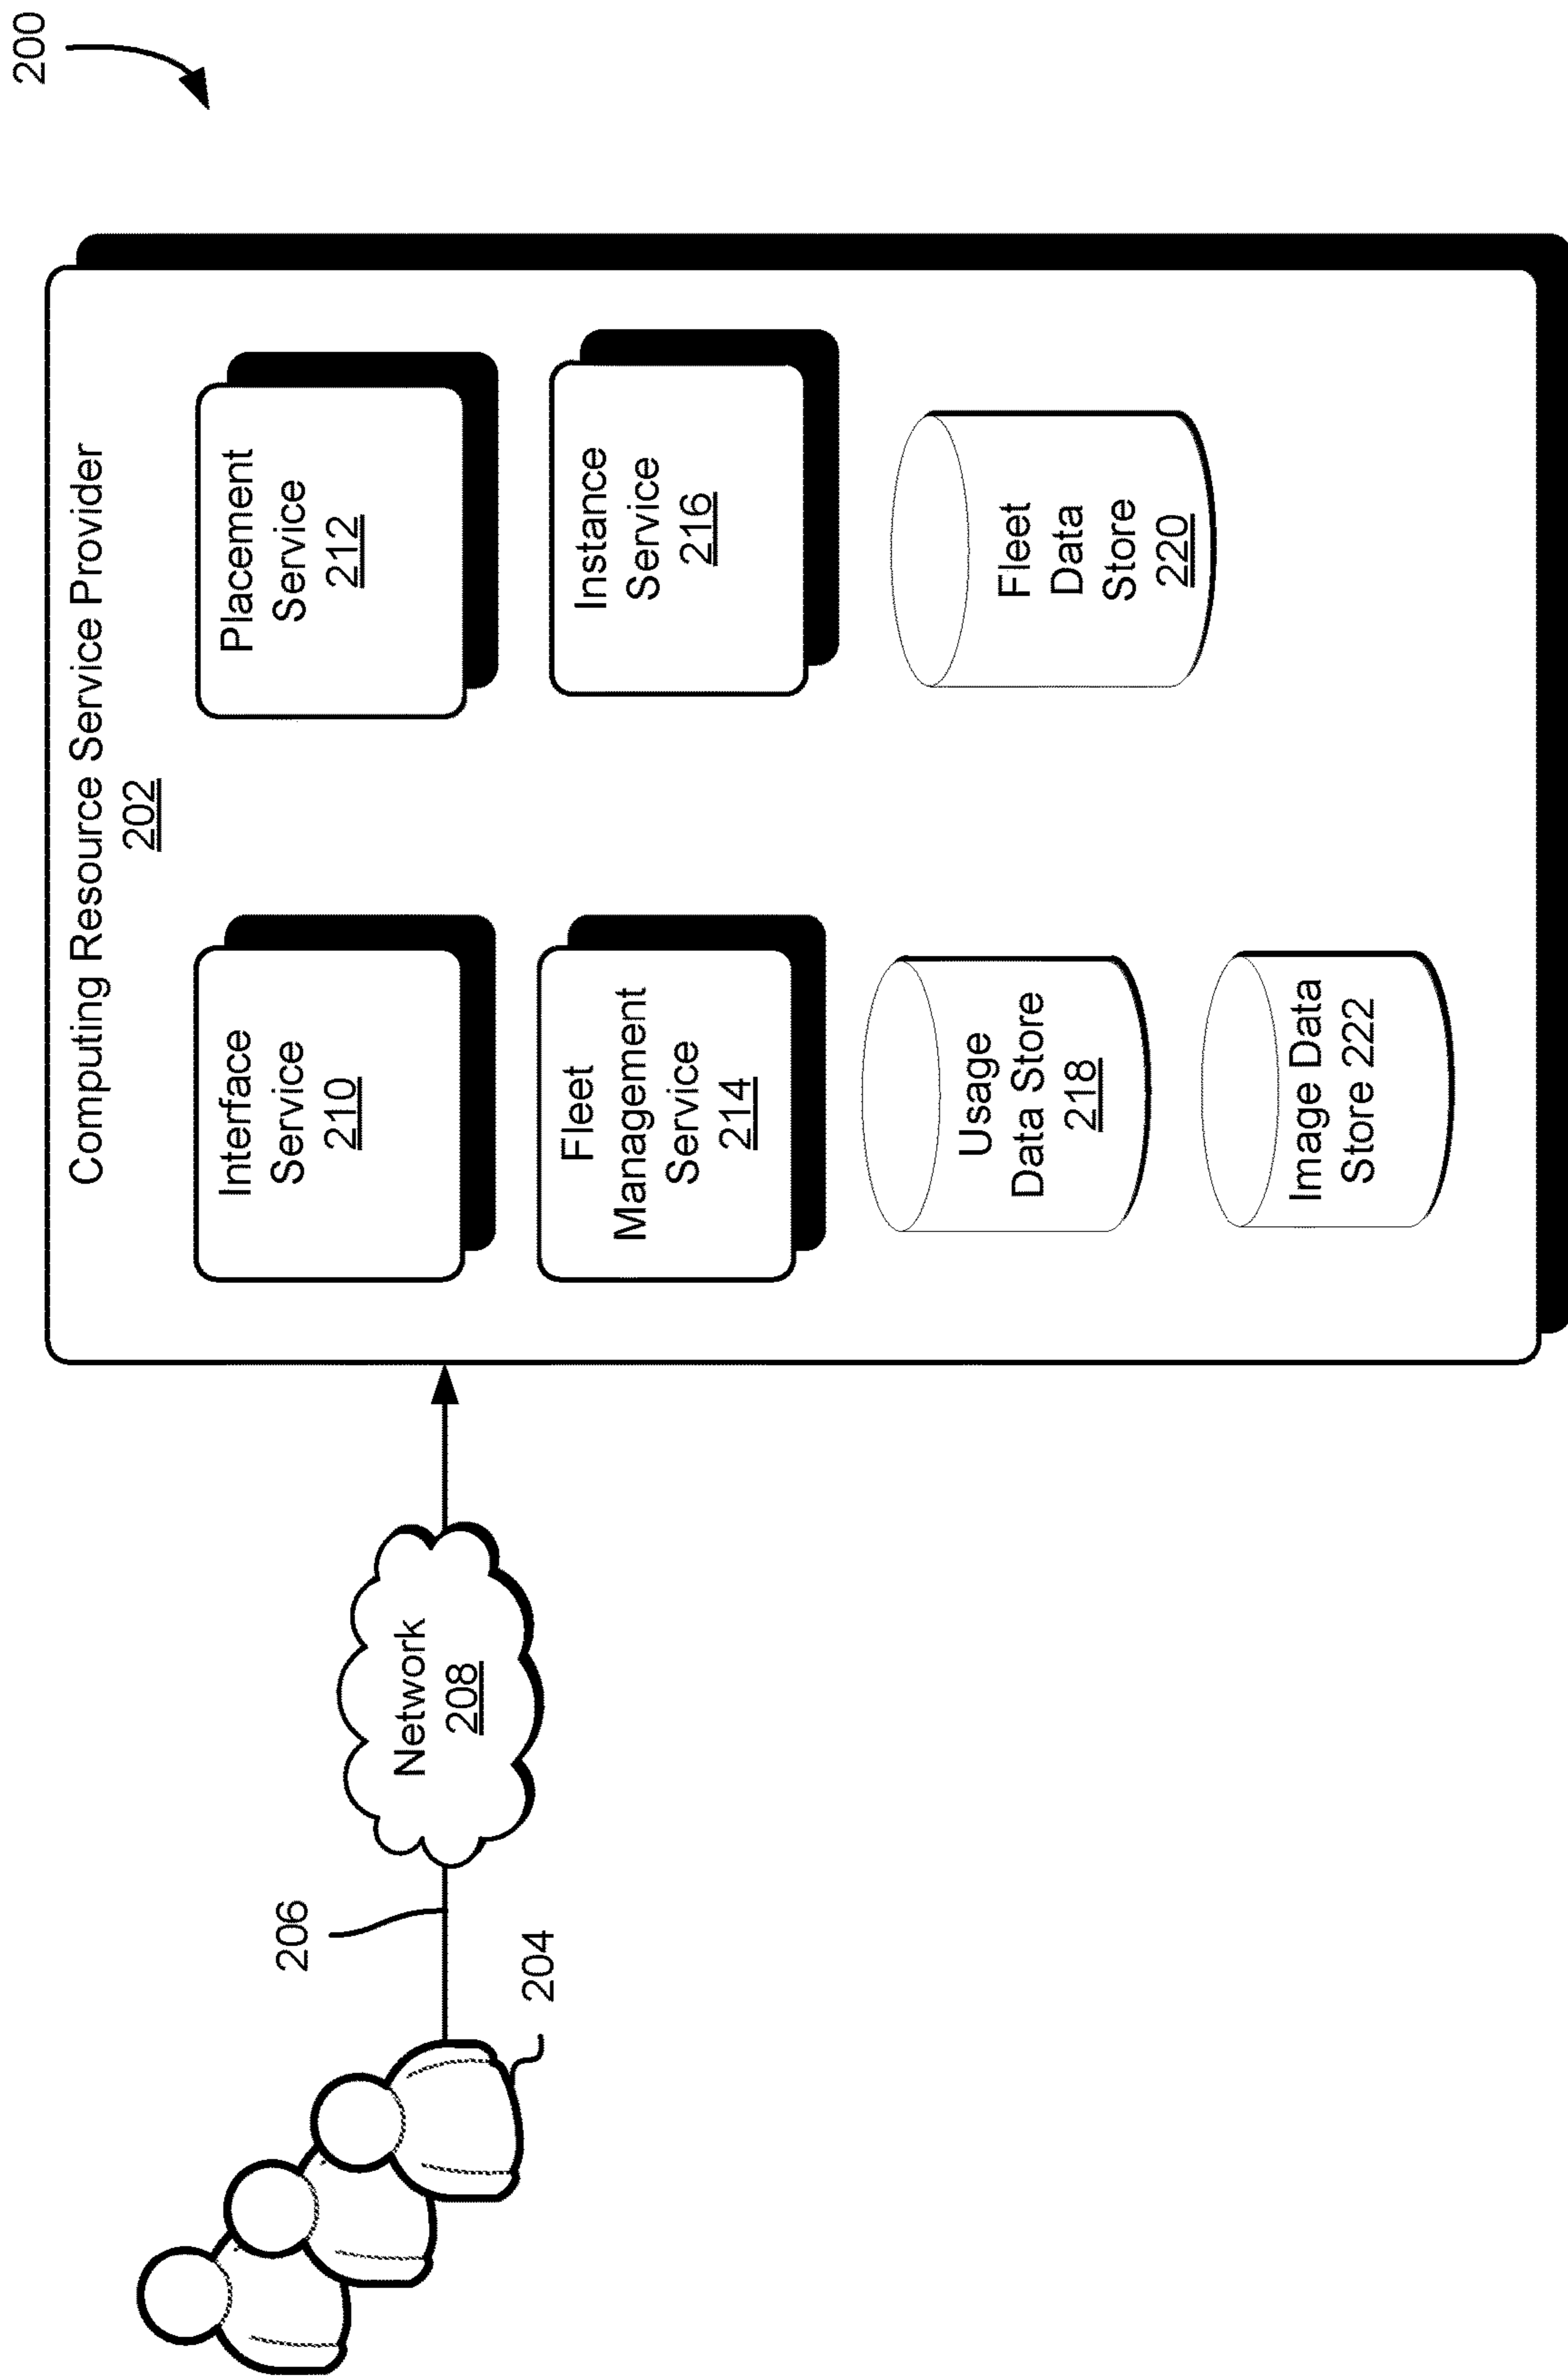 200
Computing Resource Service Provider
202
Interface
Service
210
Placement
Service
212
Fleet
Management
Service
214
Instance
Service
216
Usage
Data Store
218
Fleet
Data
Store
220
Image Data
Store 222
Network
208
206
204